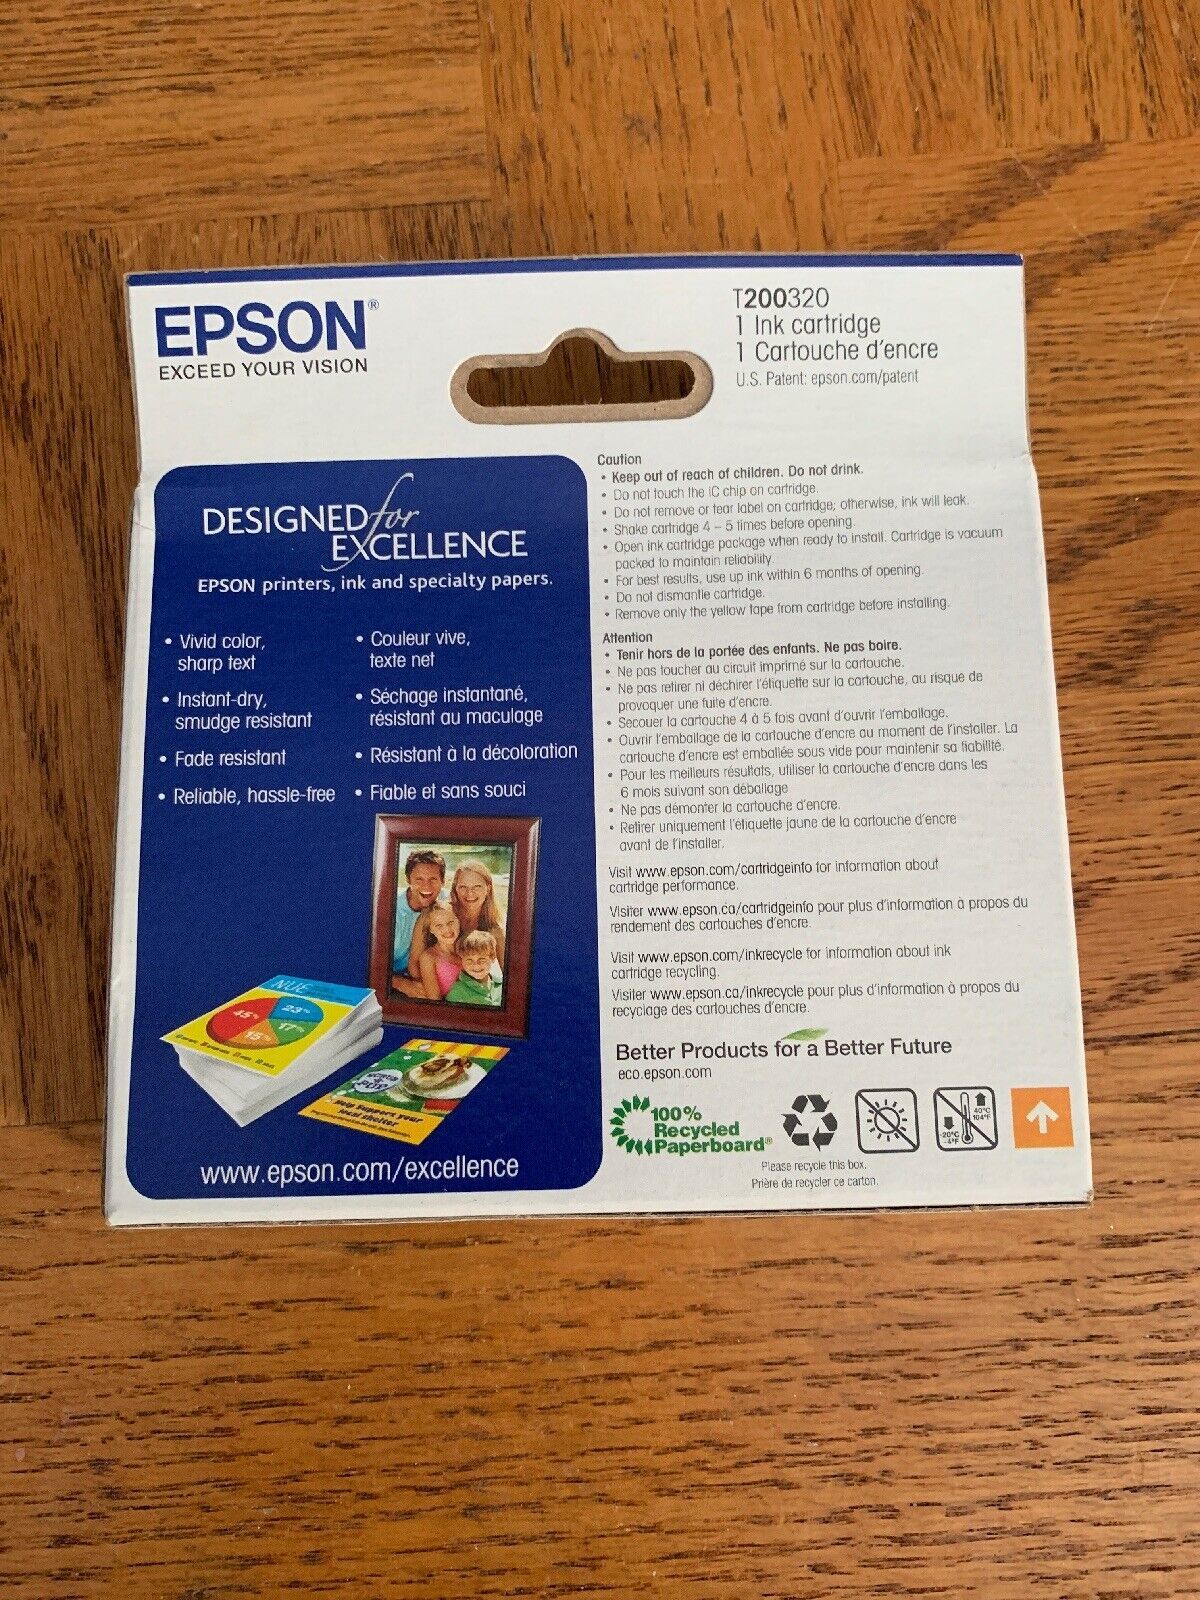 EPSON®
EXCEED YOUR VISION
T200320
1 Ink cartridge
1 Cartouche d'encre
U.S. Patent: epson.com/patent
DESIGNED for
EXCELLENCE
EPSON printers, ink and specialty papers.
• Vivid color,
sharp text
• Instant-dry,
smudge resistant
• Fade resistant
• Reliable, hassle-free
• Couleur vive,
texte net
• Séchage instantané,
résistant au maculage
• Résistant à la décoloration
• Fiable et sans souci
NUE
45%
23%
17%
15%
Help Support your
local shelter
www.epson.com/excellence
Caution
• Keep out of reach of children. Do not drink.
• Do not touch the IC chip on cartridge.
• Do not remove or tear label on cartridge; otherwise, ink will leak.
• Shake cartridge 4 – 5 times before opening.
• Open ink cartridge package when ready to install. Cartridge is vacuum
packed to maintain reliability.
• For best results, use up ink within 6 months of opening.
• Do not dismantle cartridge.
• Remove only the yellow tape from cartridge before installing.
Attention
• Tenir hors de la portée des enfants. Ne pas boire.
• Ne pas toucher au circuit imprimé sur la cartouche.
• Ne pas retirer ni déchirer l'étiquette sur la cartouche, au risque de
provoquer une fuite d'encre.
• Secouer la cartouche 4 à 5 fois avant d'ouvrir l'emballage.
• Ouvrir l'emballage de la cartouche d'encre au moment de l'installer. La
cartouche d'encre est emballée sous vide pour maintenir sa fiabilité.
• Pour les meilleurs résultats, utiliser la cartouche d'encre dans les
6 mois suivant son déballage
• Ne pas démonter la cartouche d'encre.
• Retirer uniquement l'étiquette jaune de la cartouche d'encre
avant de l'installer.
Visit www.epson.com/cartridgeinfo for information about
cartridge performance.
Visiter www.epson.ca/cartridgeinfo pour plus d'information à propos du
rendement des cartouches d'encre.
Visit www.epson.com/inkrecycle for information about ink
cartridge recycling.
Visiter www.epson.ca/inkrecycle pour plus d'information à propos du
recyclage des cartouches d'encre.
Better Products for a Better Future
eco.epson.com
100%
Recycled
Paperboard®
-20°C
-4°F
40°C
104°F
Please recycle this box.
Prière de recycler ce carton.